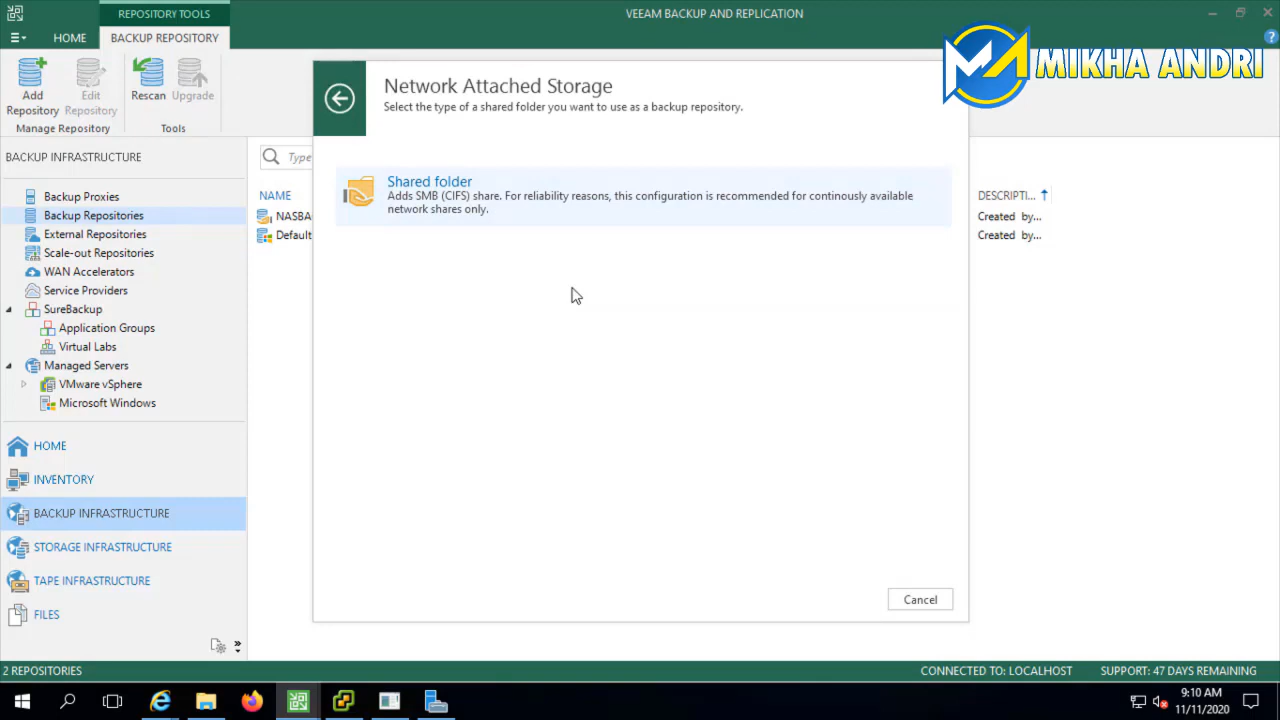 REPOSITORY TOOLS
VEEAM BACKUP AND REPLICATION
HOME
BACKUP REPOSITORY
MIKHA ANDRI
Add
Repository
Edit
Repository
Rescan
Upgrade
Manage Repository
Tools
Network Attached Storage
Select the type of a shared folder you want to use as a backup repository.
Shared folder
Adds SMB (CIFS) share. For reliability reasons, this configuration is recommended for continously available
network shares only.
Cancel
BACKUP INFRASTRUCTURE
Backup Proxies
Backup Repositories
External Repositories
Scale-out Repositories
WAN Accelerators
Service Providers
SureBackup
Application Groups
Virtual Labs
Managed Servers
VMware vSphere
Microsoft Windows
HOME
INVENTORY
BACKUP INFRASTRUCTURE
STORAGE INFRASTRUCTURE
TAPE INFRASTRUCTURE
FILES
Type
NAME
DESCRIPTI...
NASBA
Created by...
Default
Created by...
2 REPOSITORIES
CONNECTED TO: LOCALHOST
SUPPORT: 47 DAYS REMAINING
9:10 AM
11/11/2020